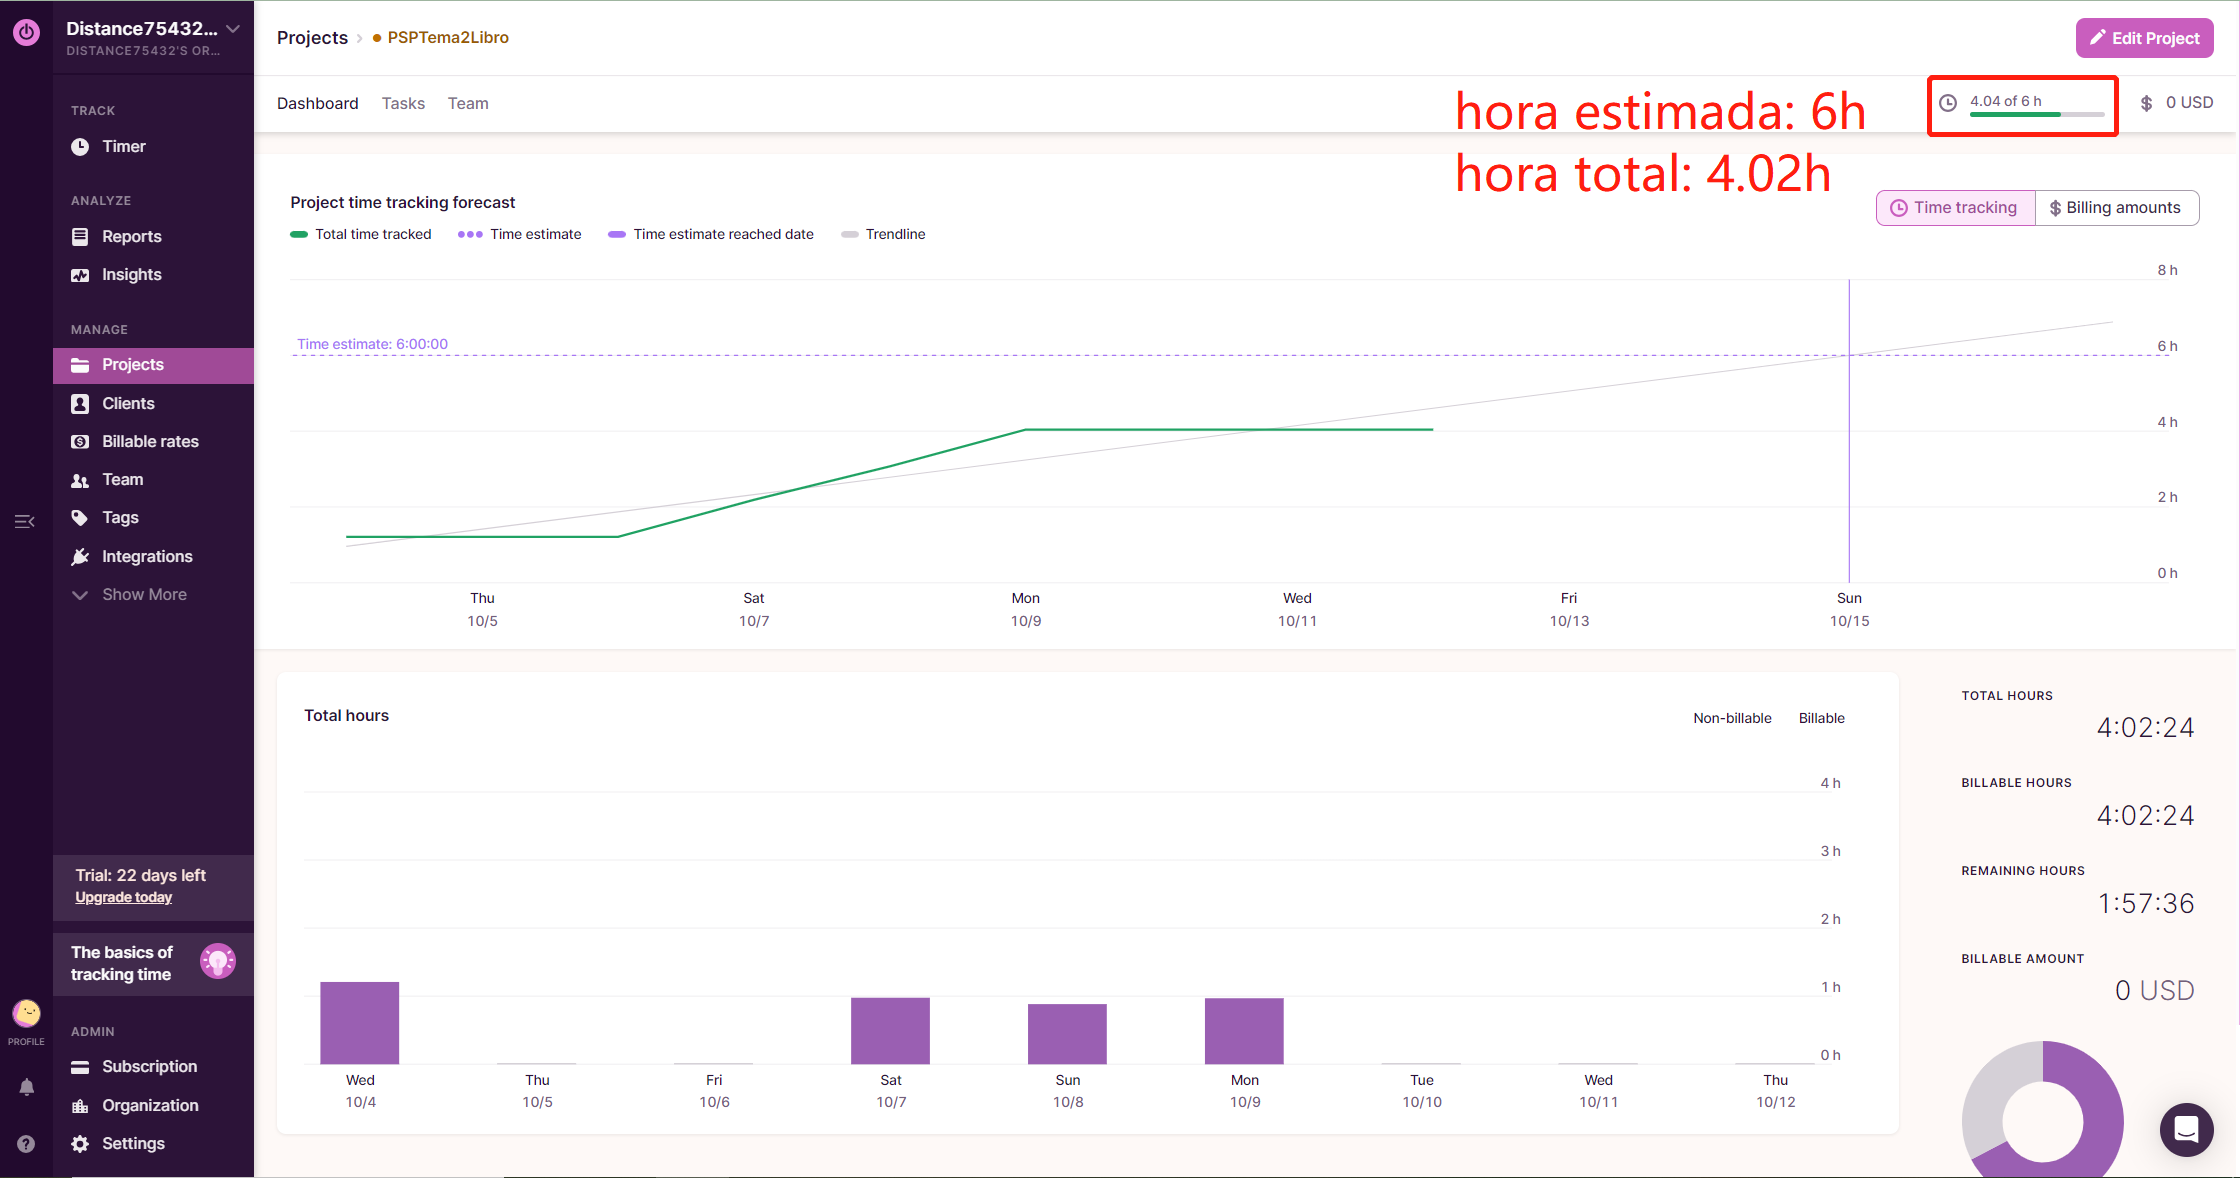 Distance75432...
DISTANCE75432'S OR...
TRACK
Timer
ANALYZE
Reports
Insights
MANAGE
Projects
Clients
Billable rates
Team
Tags
Integrations
Show More
Trial: 22 days left
Upgrade today
The basics of
tracking time
PROFILE
ADMIN
Subscription
Organization
Settings
Projects > PSPTema2Libro
Edit Project
Dashboard Tasks Team
hora estimada: 6h
hora total: 4.02h
4.04 of 6 h
$ 0 USD
Project time tracking forecast
Total time tracked Time estimate Time estimate reached date Trendline
Time tracking $ Billing amounts
8 h
Time estimate: 6:00:00
6 h
4 h
2 h
0 h
Thu Sat Mon Wed Fri Sun
10/5 10/7 10/9 10/11 10/13 10/15
Total hours
Non-billable Billable
4 h
3 h
2 h
1 h
0 h
Wed Thu Fri Sat Sun Mon Tue Wed Thu
10/4 10/5 10/6 10/7 10/8 10/9 10/10 10/11 10/12
TOTAL HOURS
4:02:24
BILLABLE HOURS
4:02:24
REMAINING HOURS
1:57:36
BILLABLE AMOUNT
0 USD